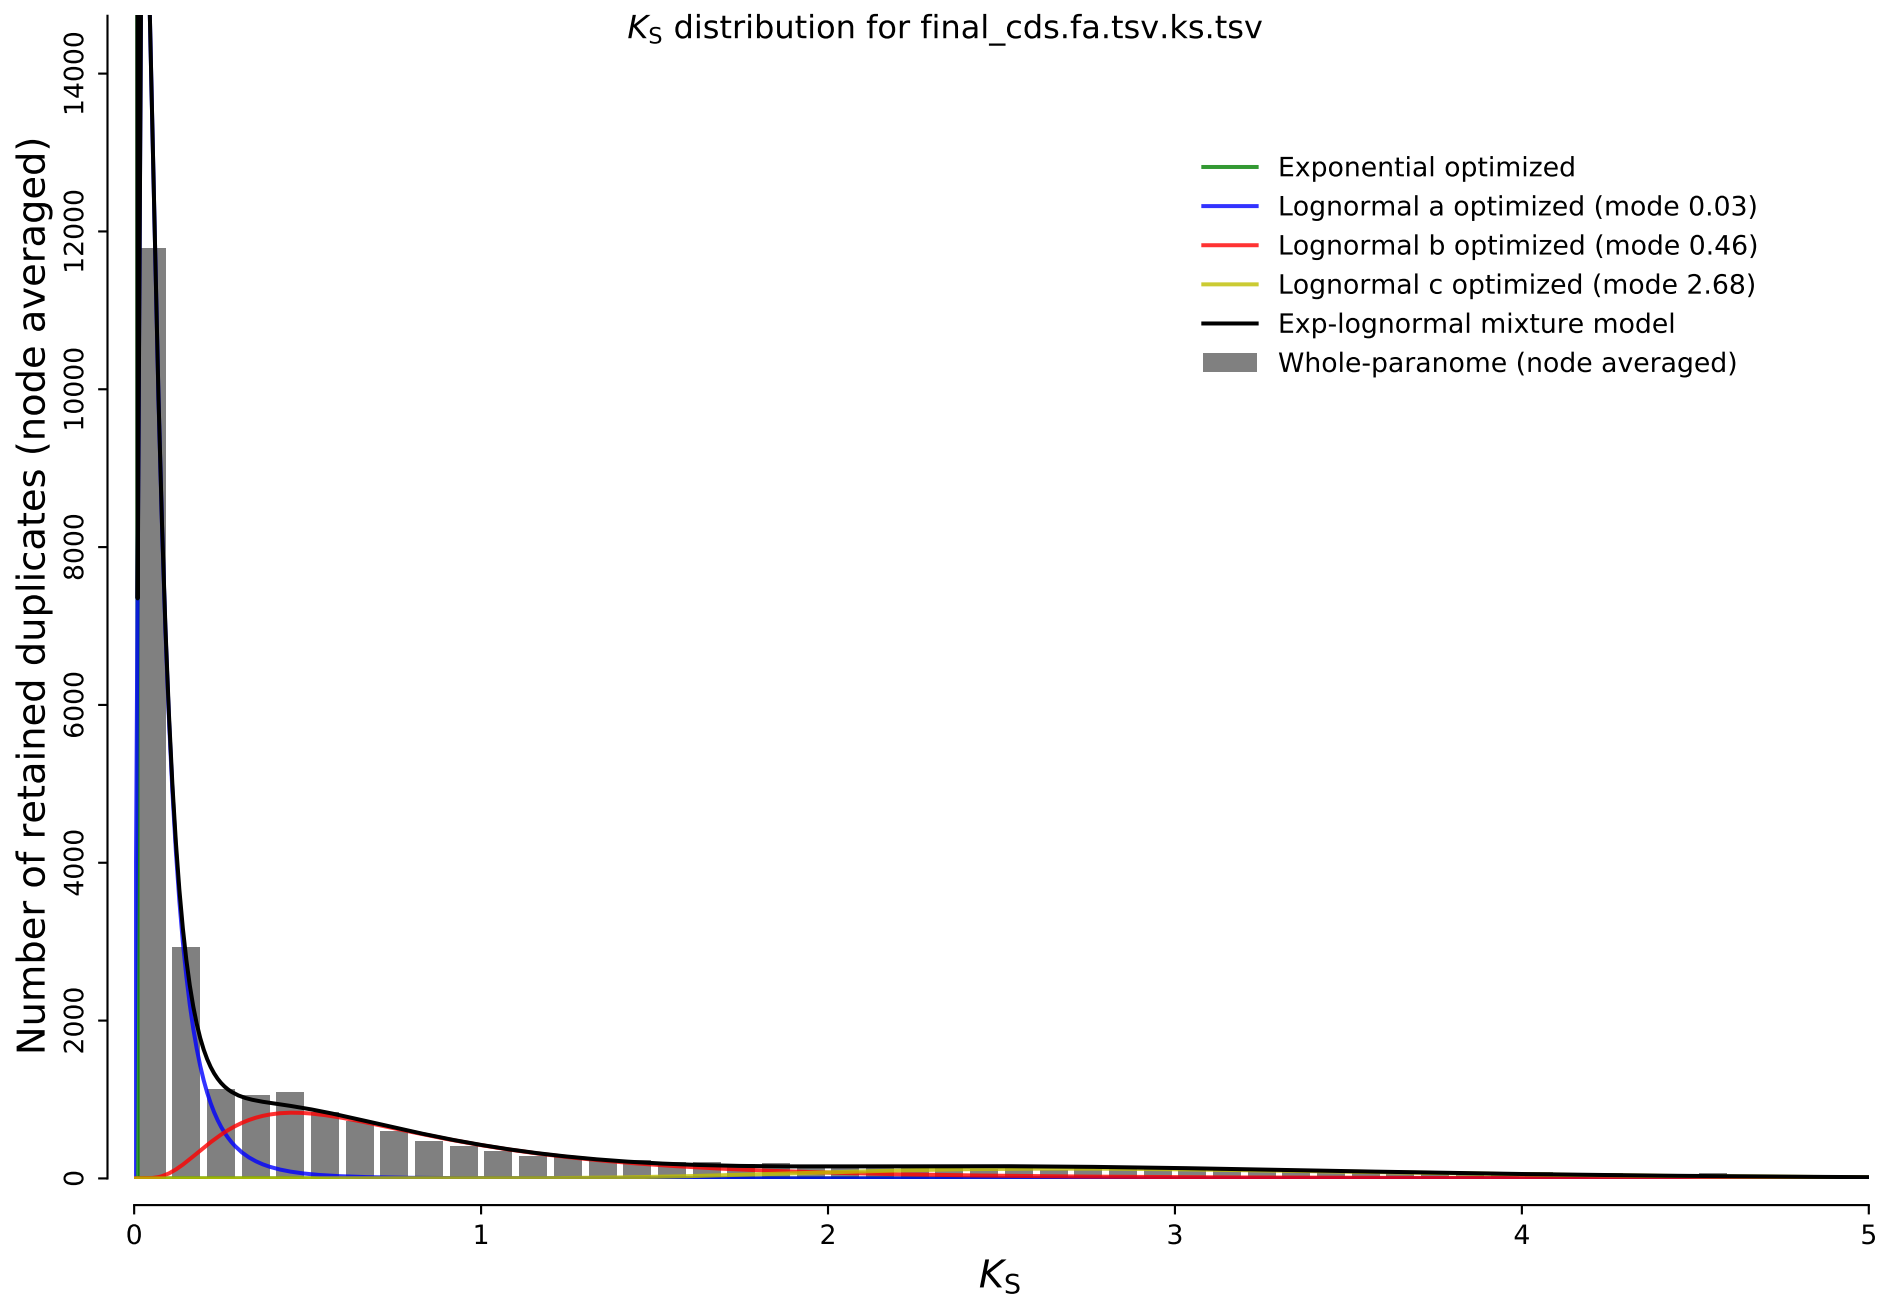 K_S distribution for final_cds.fa.tsv.ks.tsv
Number of retained duplicates (node averaged)
14000
12000
10000
8000
6000
4000
2000
0
Exponential optimized
Lognormal a optimized (mode 0.03)
Lognormal b optimized (mode 0.46)
Lognormal c optimized (mode 2.68)
Exp-lognormal mixture model
Whole-paranome (node averaged)
0 1 2 3 4 5
K_S